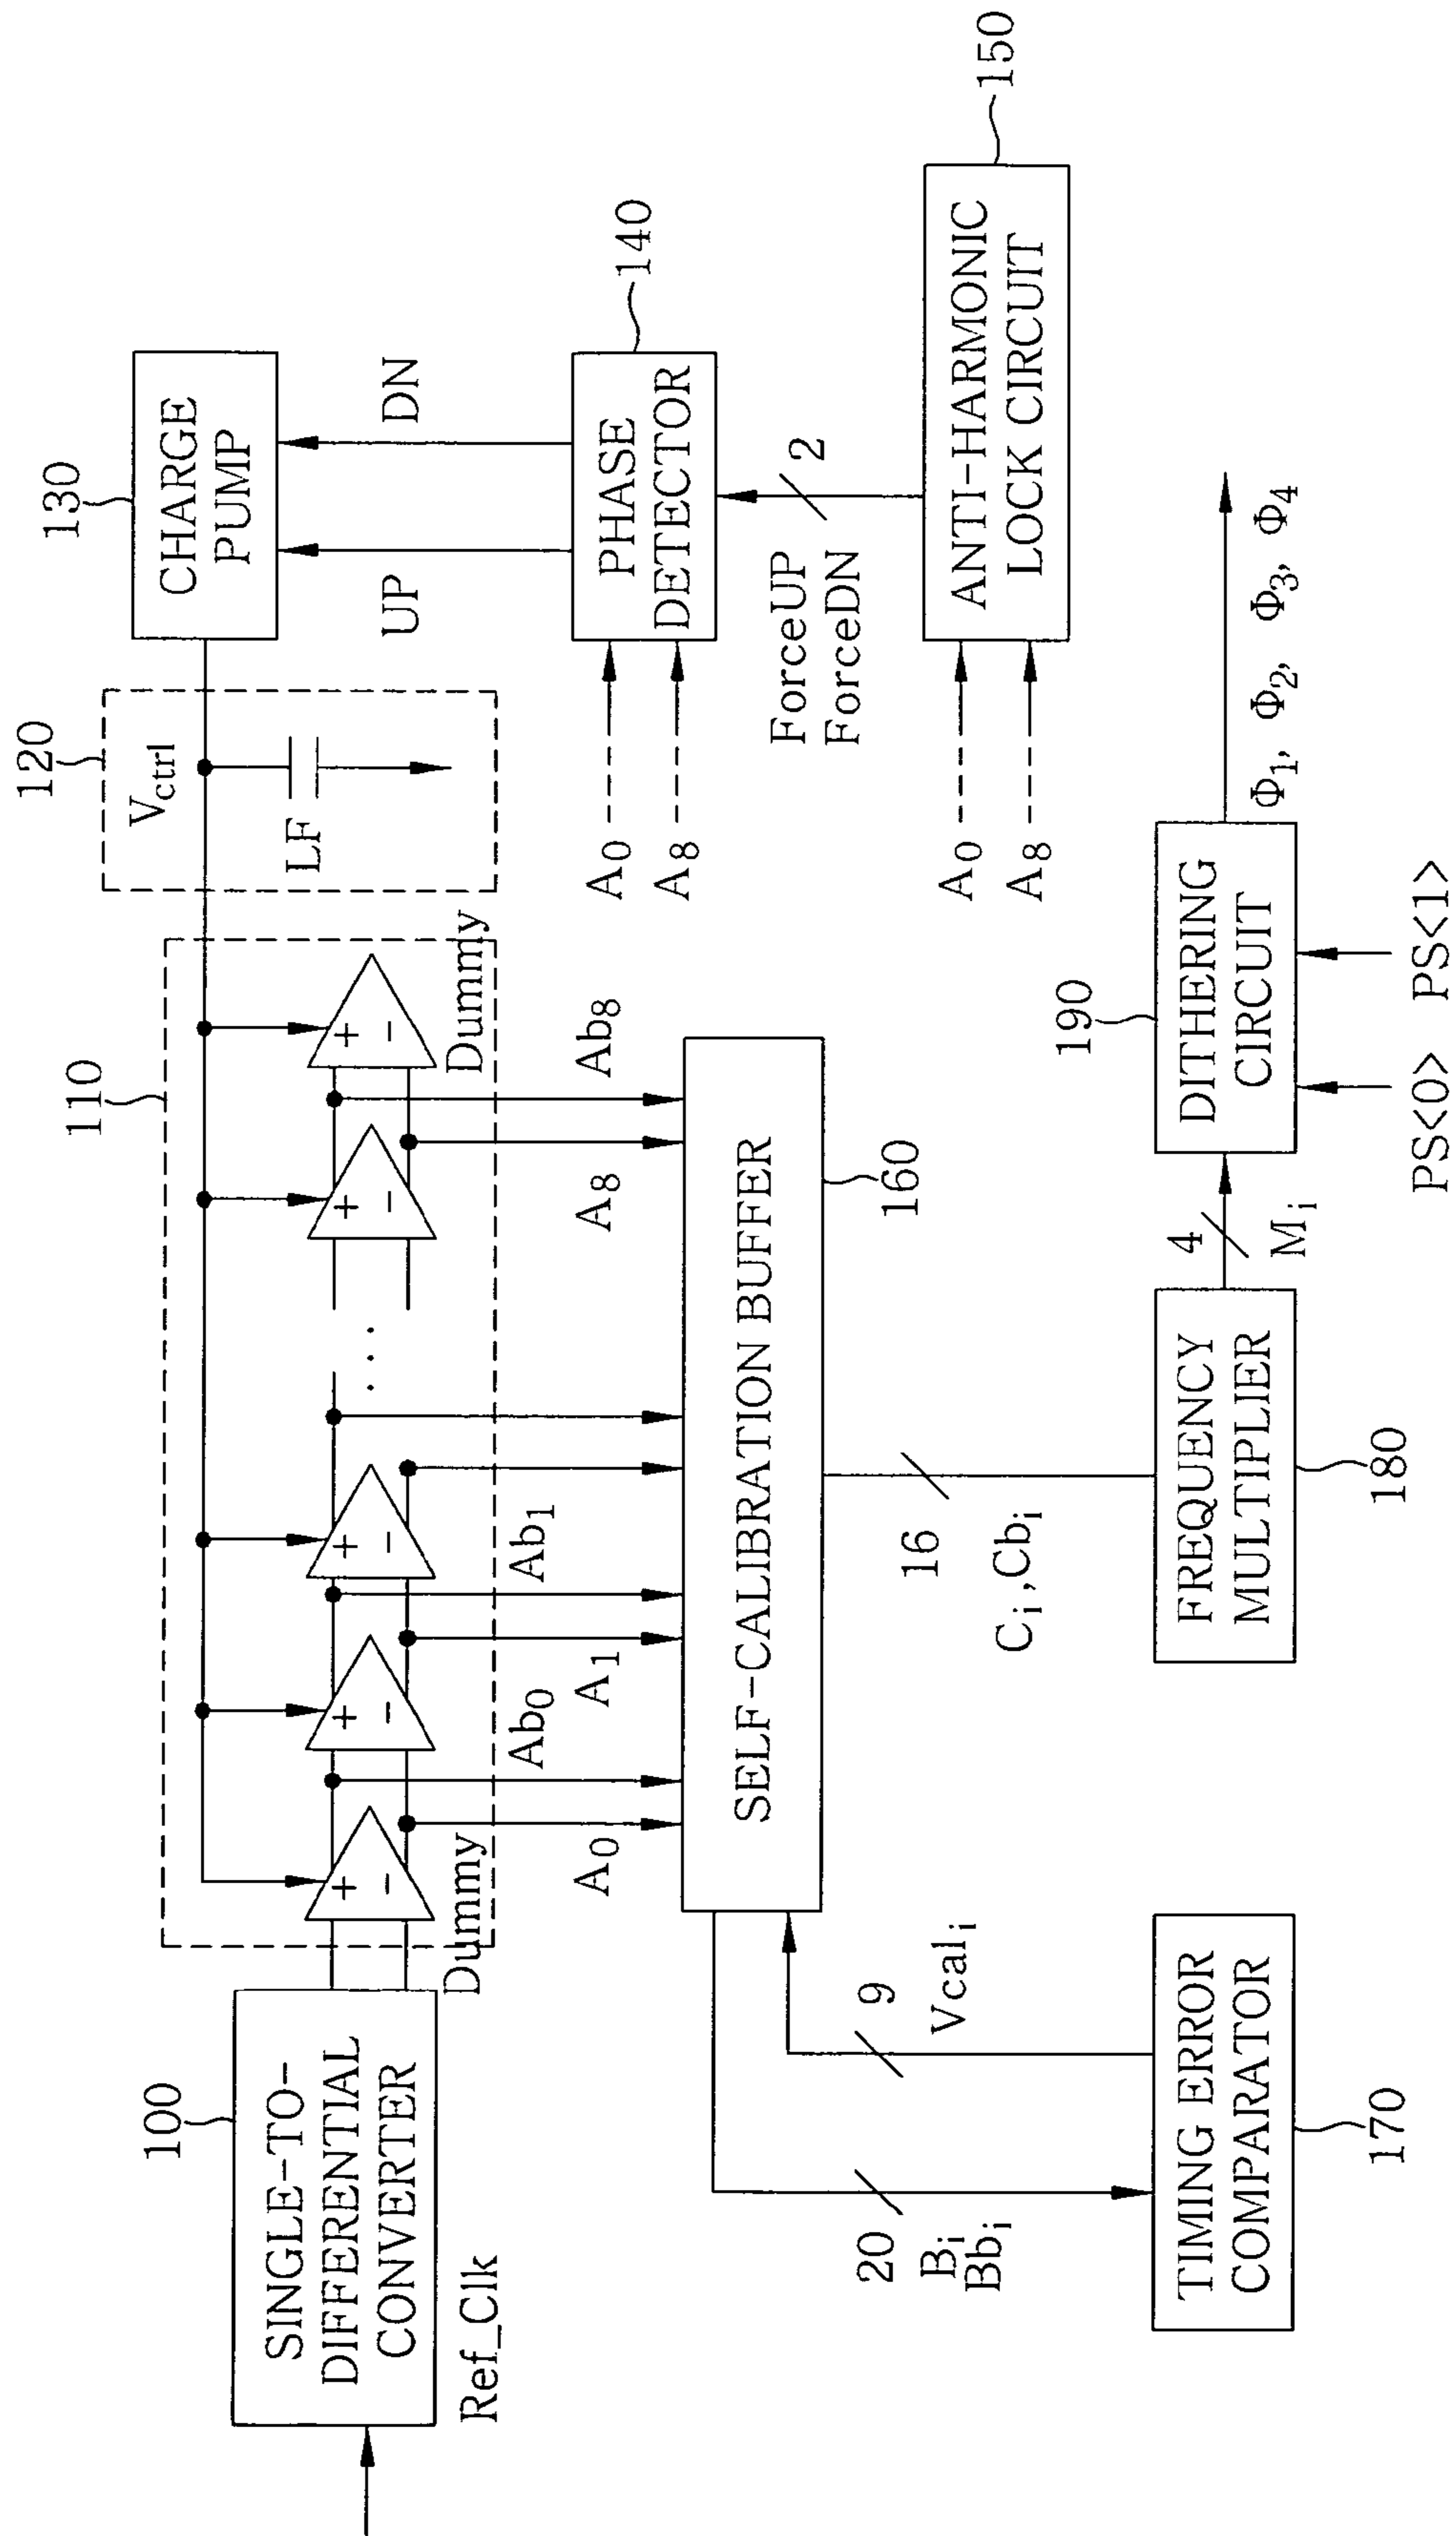 100
SINGLE-TO-
DIFFERENTIAL
CONVERTER
Ref_Clk
110
+
−
+
−
+
−
...
+
−
+
−
Dummy
Dummy
120
Vctrl
LF
130
CHARGE
PUMP
UP
DN
140
PHASE
DETECTOR
A0
A8
ForceUP
ForceDN
2
150
ANTI-HARMONIC
LOCK CIRCUIT
A0
A8
A0
Ab0
A1
Ab1
A8
Ab8
SELF-CALIBRATION BUFFER
160
20
Bi
Bbi
9
Vcali
TIMING ERROR
COMPARATOR
170
16
Ci,Cbi
FREQUENCY
MULTIPLIER
180
4
Mi
190
DITHERING
CIRCUIT
PS<0> PS<1>
Φ1, Φ2, Φ3, Φ4